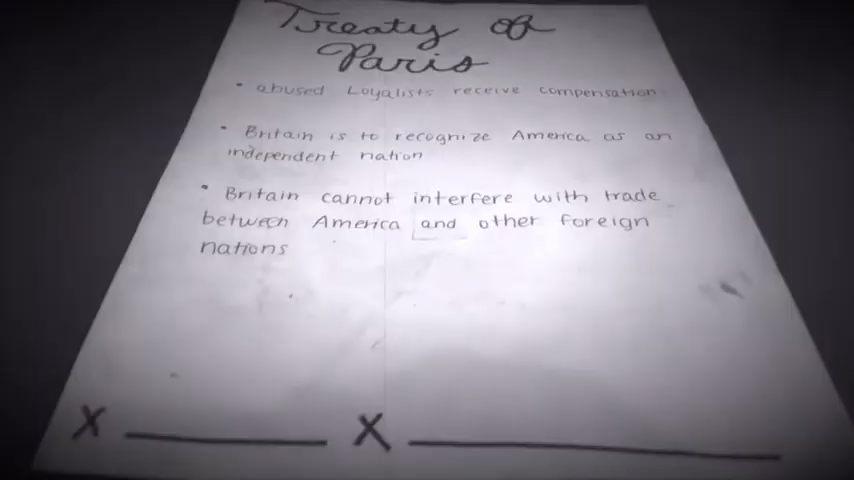 Treaty of
Paris
• abused Loyalists receive compensation
• Britain is to recognize America as an
independent nation
• Britain cannot interfere with trade
between America and other foreign
nations
X X